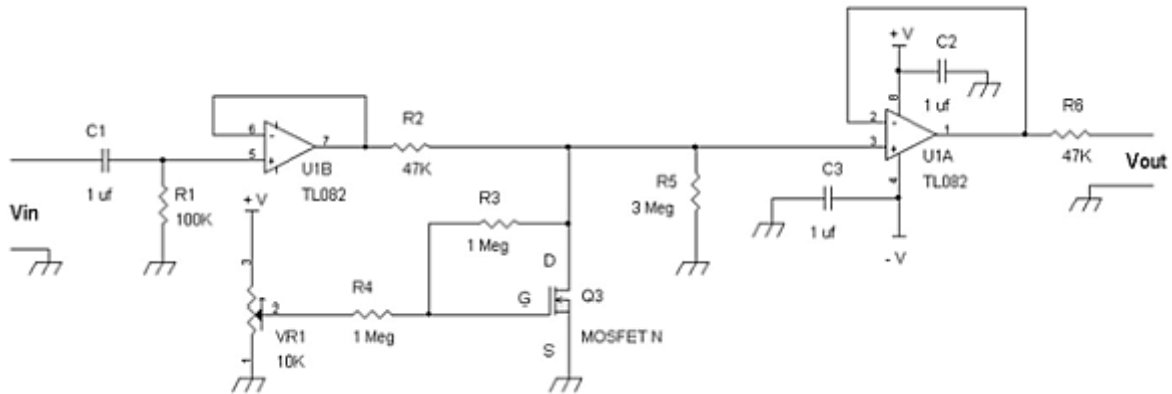 + V
C2
8
1 uf
R6
C1
R2
2
-
1
6
-
7
3
+
5
+
U1B
U1A
47K
Vout
1 uf
R1
TL082
47K
R5
C3
4
TL082
Vin
100K
+ V
R3
3 Meg
1 Meg
1 uf
3
D
- V
R4
G
Q3
2
VR1
1 Meg
MOSFET N
1
10K
S